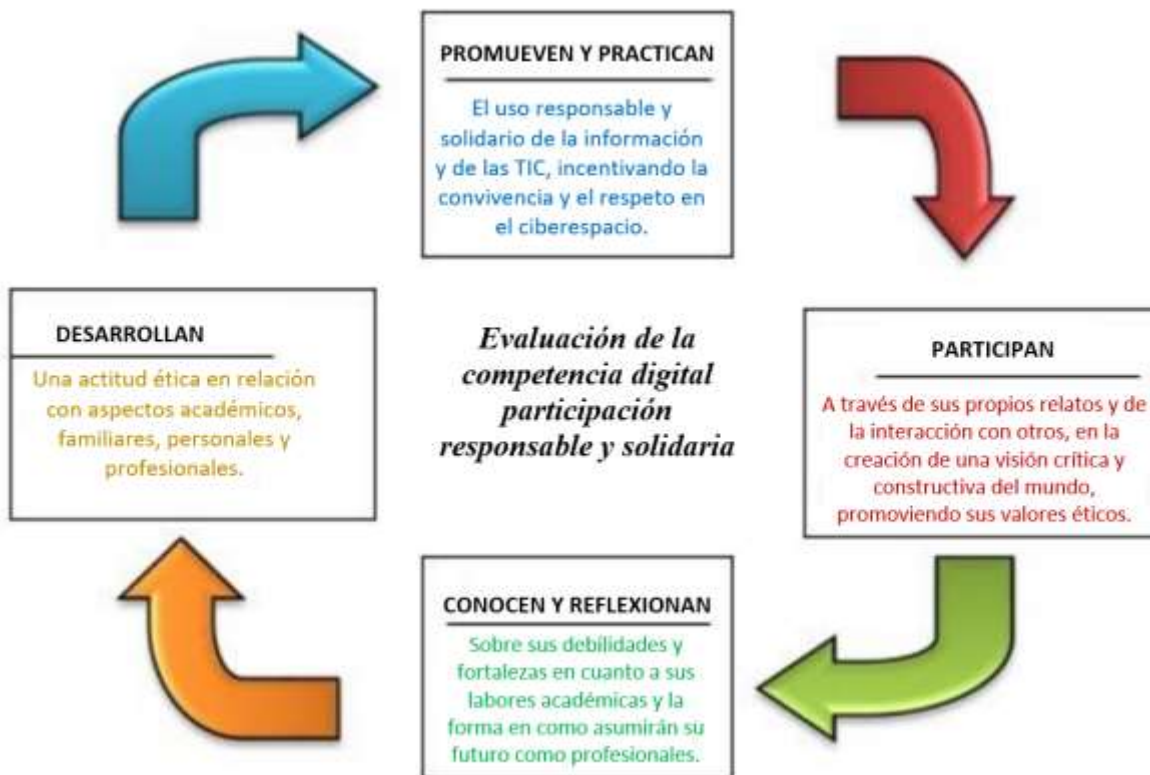 PROMUEVEN Y PRACTICAN
El uso responsable y
solidario de la información
y de las TIC, incentivando la
convivencia y el respeto en
el ciberespacio.
DESARROLLAN
Una actitud ética en relación
con aspectos académicos,
familiares, personales y
profesionales.
Evaluación de la
competencia digital
participación
responsable y solidaria
PARTICIPAN
A través de sus propios relatos y de
la interacción con otros, en la
creación de una visión crítica y
constructiva del mundo,
promoviendo sus valores éticos.
CONOCEN Y REFLEXIONAN
Sobre sus debilidades y
fortalezas en cuanto a sus
labores académicas y la
forma en como asumirán su
futuro como profesionales.